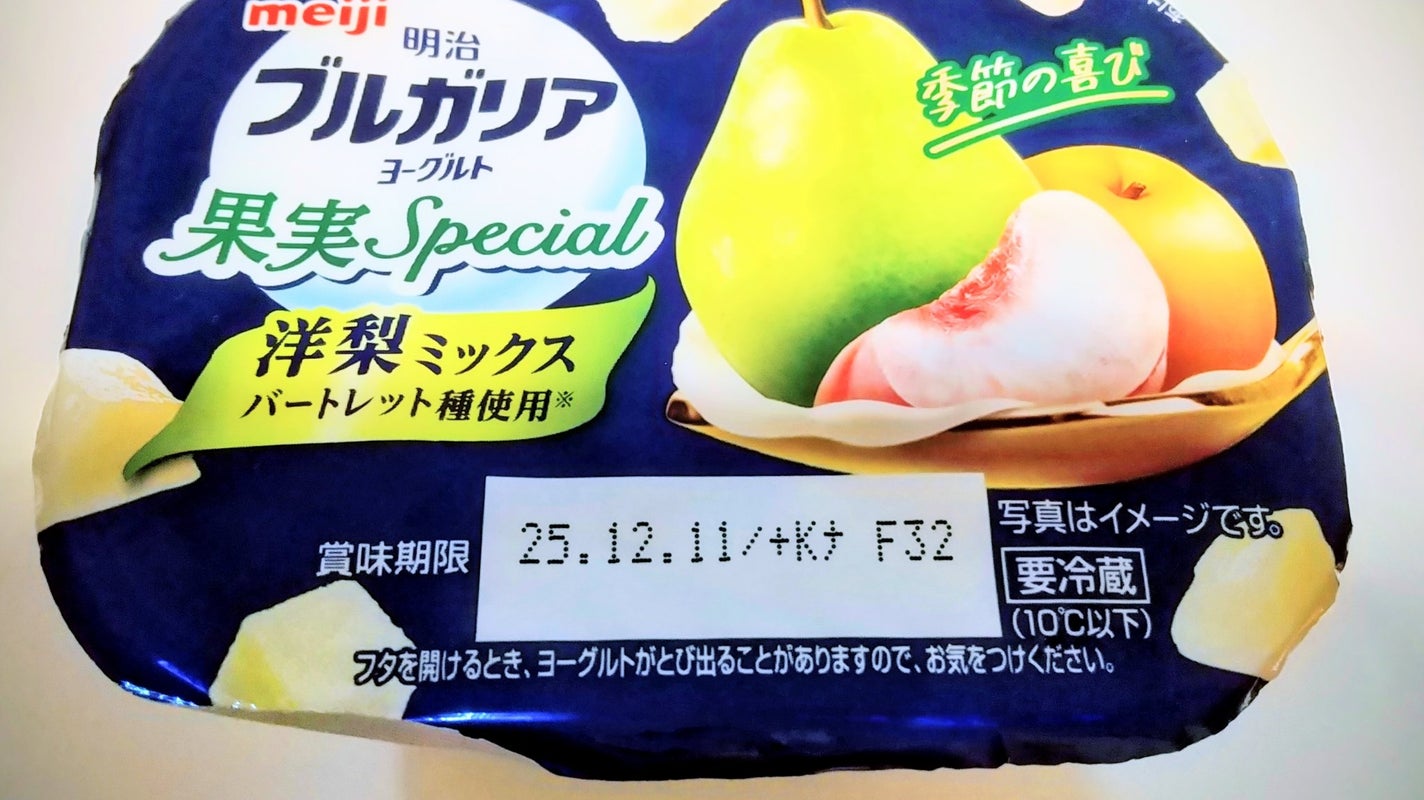 meiji
明治
ブルガリア
ヨーグルト
果実Special
洋梨ミックス
バートレット種使用※
季節の喜び
賞味期限
25.12.11/+Kナ F32
写真はイメージです。
要冷蔵
(10℃以下)
フタを開けるとき、ヨーグルトがとび出ることがありますので、お気をつけください。